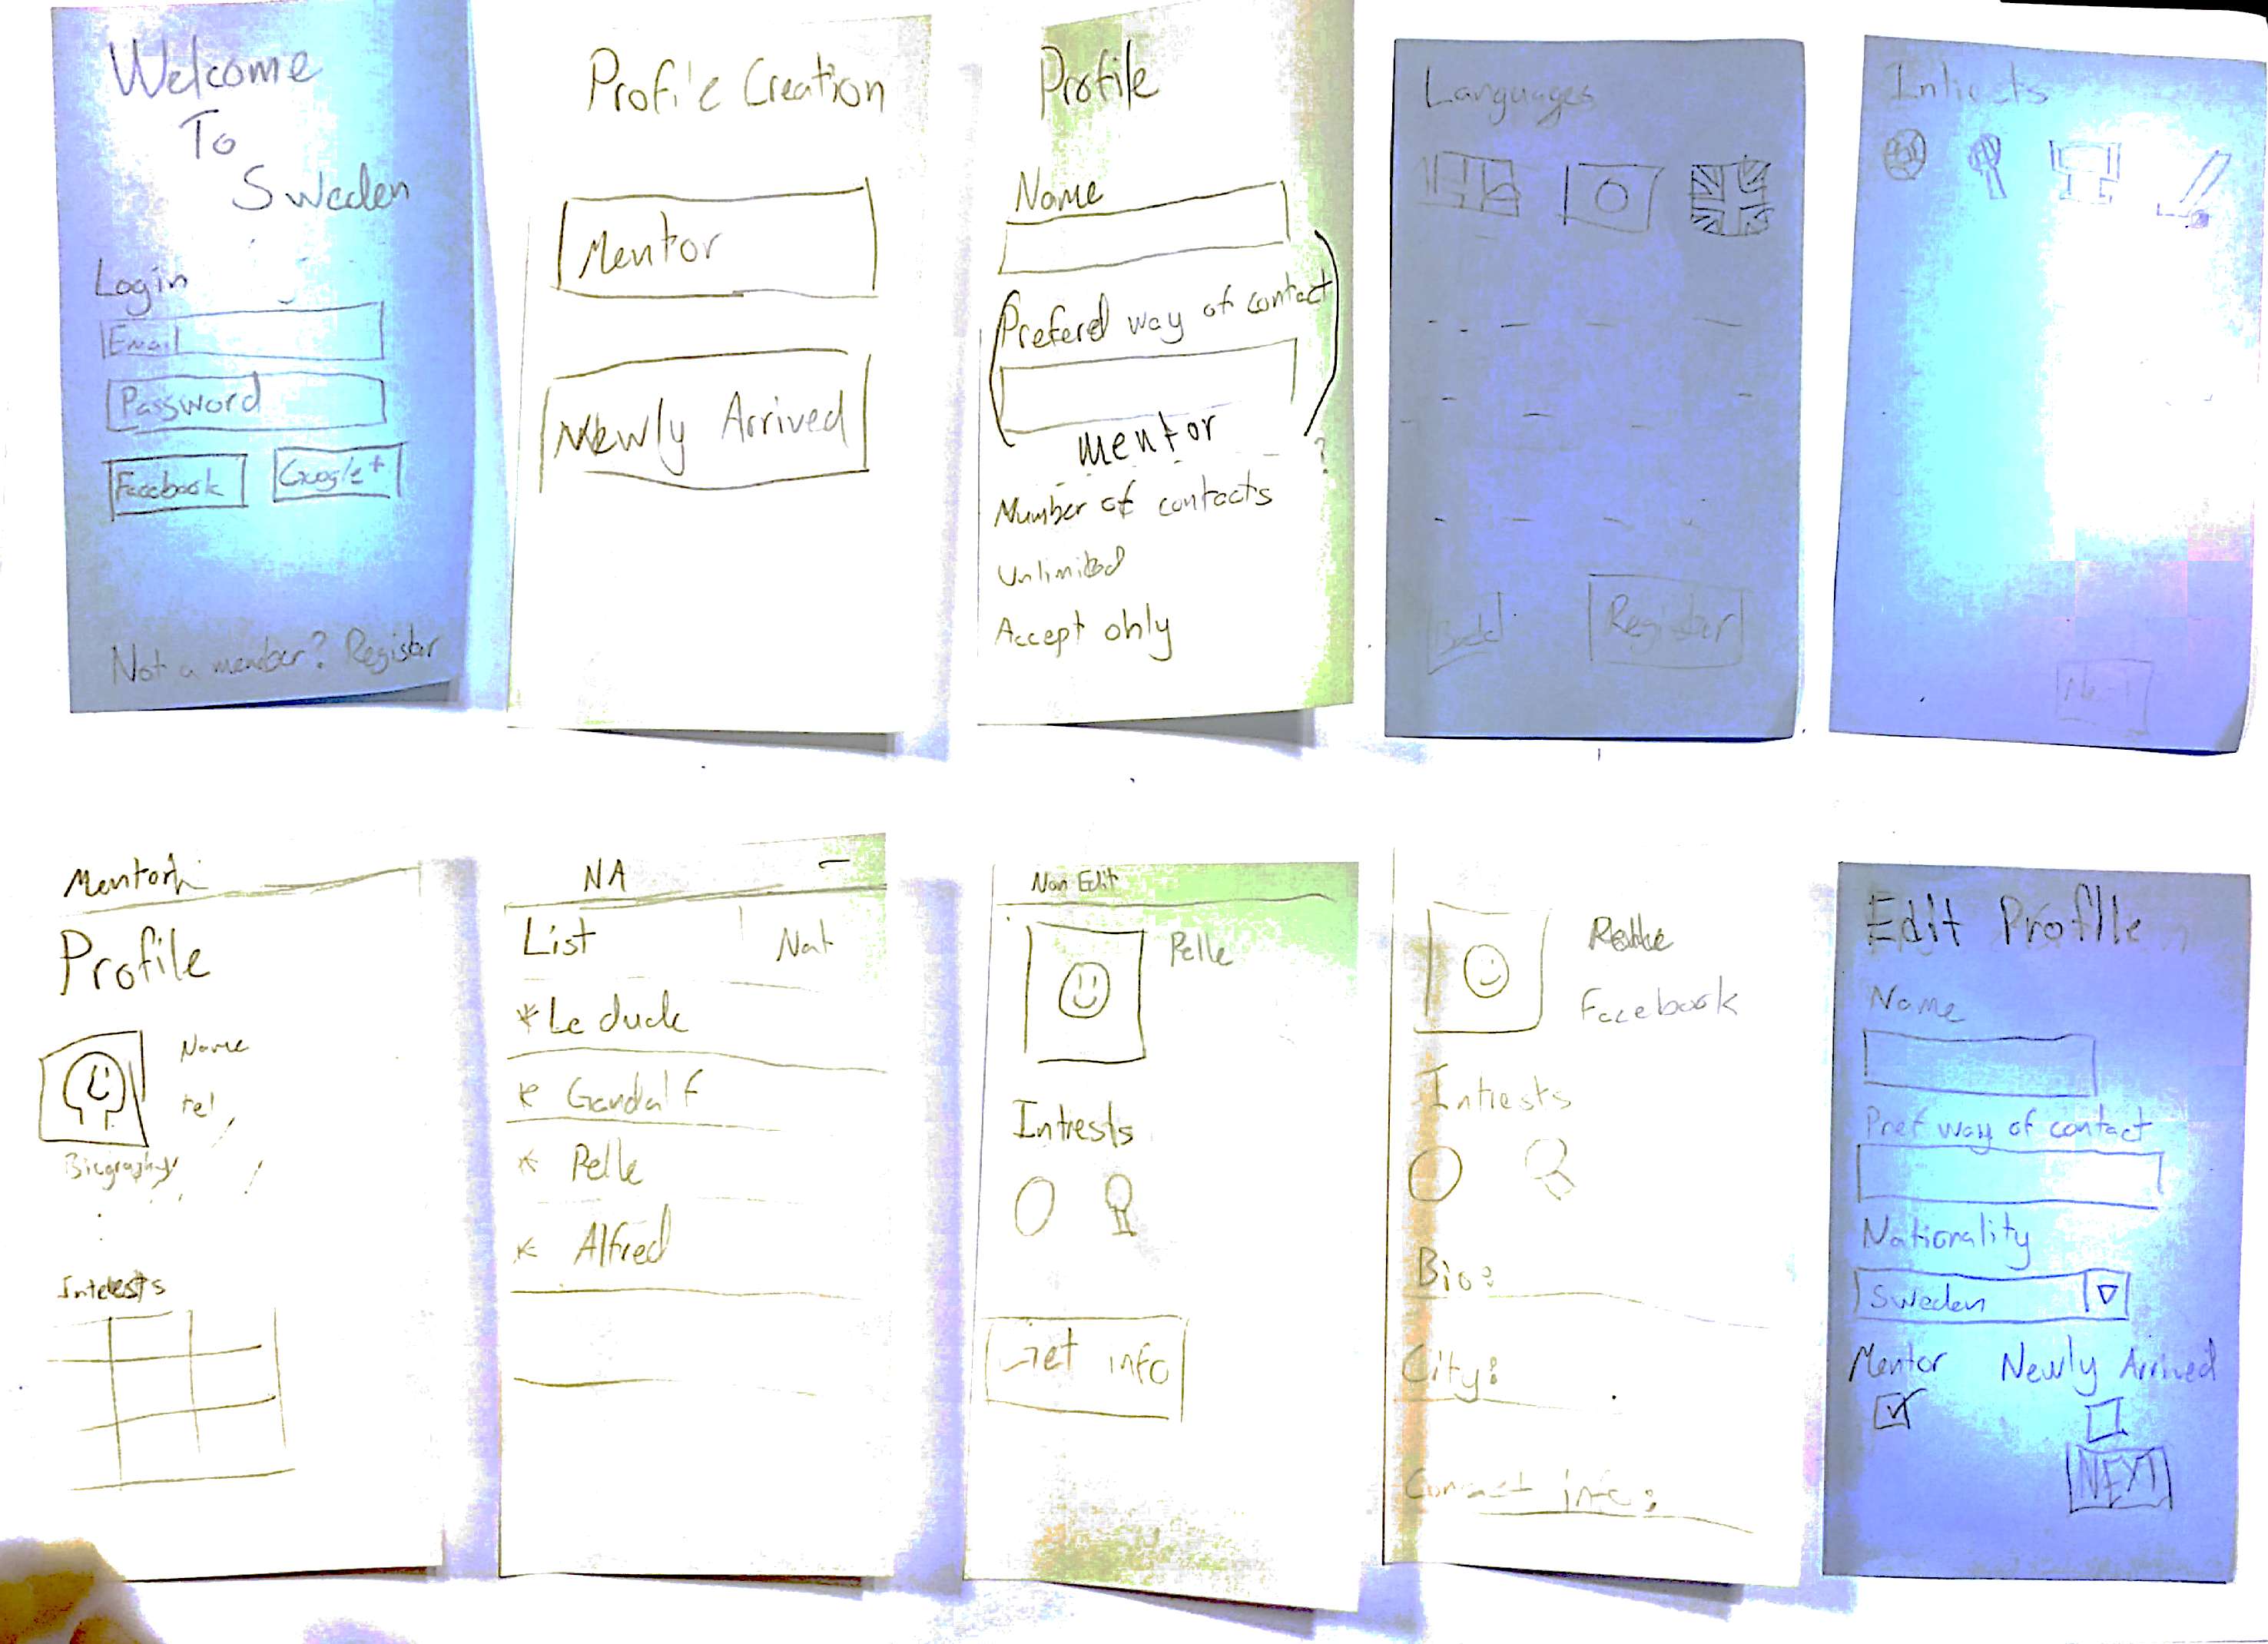 Welcome
To
Sweden
Login
Email
Password
Facebook Google+
Not a member? Register
Profile Creation
Mentor
Newly Arrived
Profile
Name
Prefered way of contact
mentor
?
Number of contacts
Unlimited
Accept only
Languages
Register
Intrests
Next
Mentor
Profile
Name
tel
Biography
Interests
NA
List Nat
* Le duck
* Gandalf
* Pelle
* Alfred
Non Edit
Pelle
Intrests
Get info
Facebook
Intrests
Bio:
City:
Contact info:
Edit Profile
Name
Pref way of contact
Nationality
Sweden
Mentor Newly Arrived
NEXT